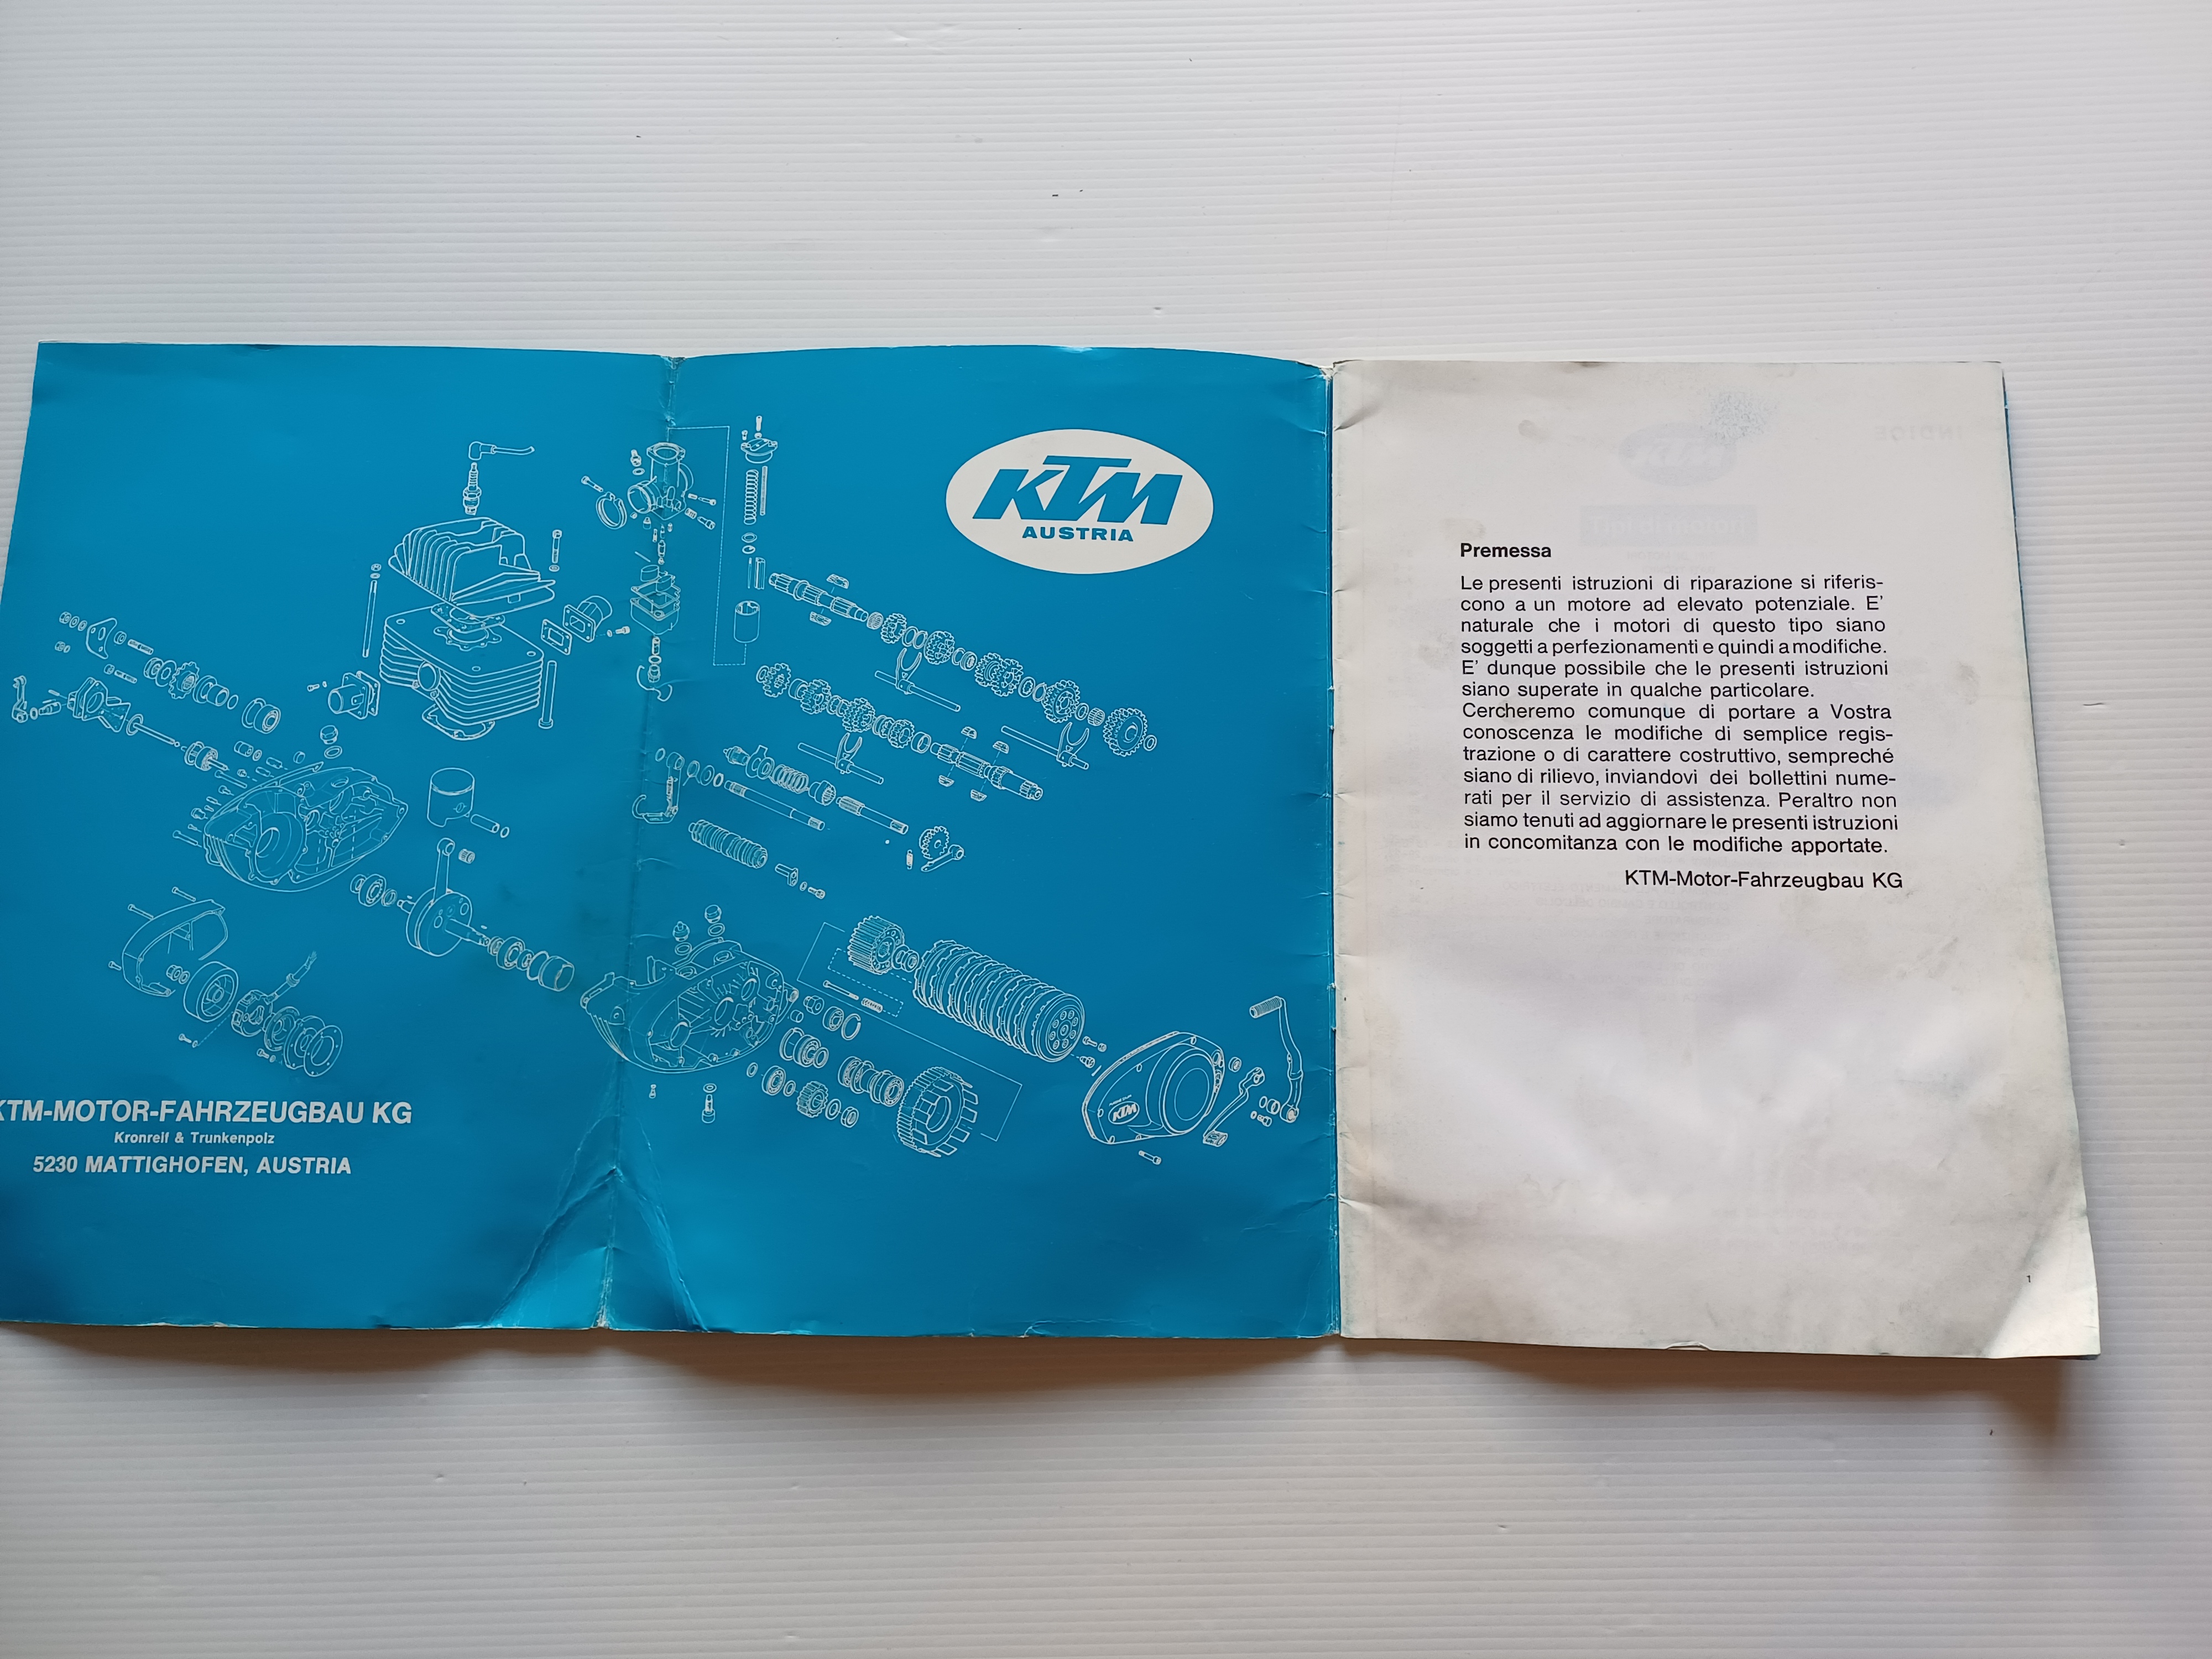 KTM
AUSTRIA
KTM
KTM-MOTOR-FAHRZEUGBAU KG
Kronreif & Trunkenpolz
5230 MATTIGHOFEN, AUSTRIA
Premessa
Le presenti istruzioni di riparazione si riferis-
cono a un motore ad elevato potenziale. E'
naturale che i motori di questo tipo siano
soggetti a perfezionamenti e quindi a modifiche.
E' dunque possibile che le presenti istruzioni
siano superate in qualche particolare.
Cercheremo comunque di portare a Vostra
conoscenza le modifiche di semplice regis-
trazione o di carattere costruttivo, sempreché
siano di rilievo, inviandovi dei bollettini nume-
rati per il servizio di assistenza. Peraltro non
siamo tenuti ad aggiornare le presenti istruzioni
in concomitanza con le modifiche apportate.
KTM-Motor-Fahrzeugbau KG
1